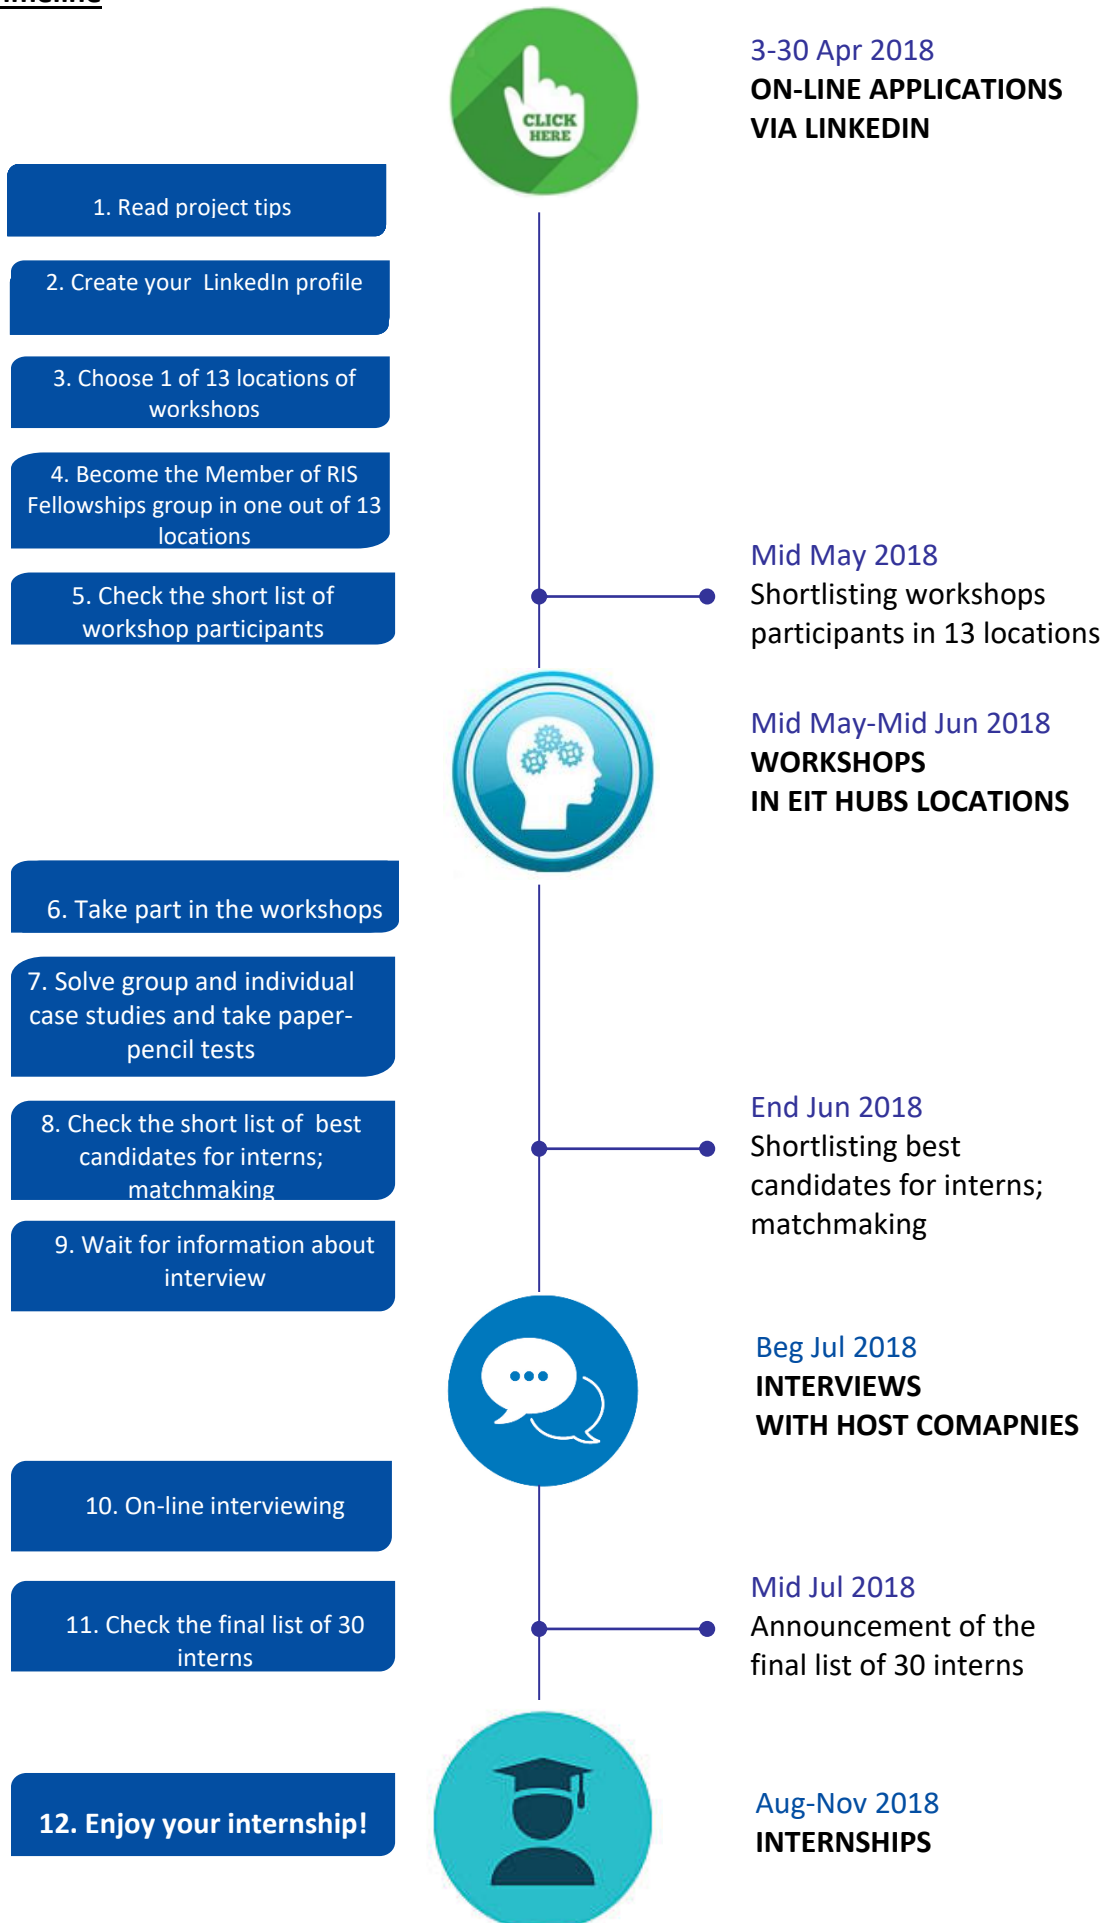 3-30 Apr 2018
ON-LINE APPLICATIONS
VIA LINKEDIN
CLICK
HERE
1. Read project tips
2. Create your LinkedIn profile
3. Choose 1 of 13 locations of
workshops
4. Become the Member of RIS
Fellowships group in one out of 13
locations
5. Check the short list of
workshop participants
Mid May 2018
Shortlisting workshops
participants in 13 locations
Mid May-Mid Jun 2018
WORKSHOPS
IN EIT HUBS LOCATIONS
6. Take part in the workshops
7. Solve group and individual
case studies and take paper-
pencil tests
8. Check the short list of best
candidates for interns;
matchmaking
9. Wait for information about
interview
End Jun 2018
Shortlisting best
candidates for interns;
matchmaking
Beg Jul 2018
INTERVIEWS
WITH HOST COMAPNIES
10. On-line interviewing
11. Check the final list of 30
interns
Mid Jul 2018
Announcement of the
final list of 30 interns
12. Enjoy your internship!
Aug-Nov 2018
INTERNSHIPS